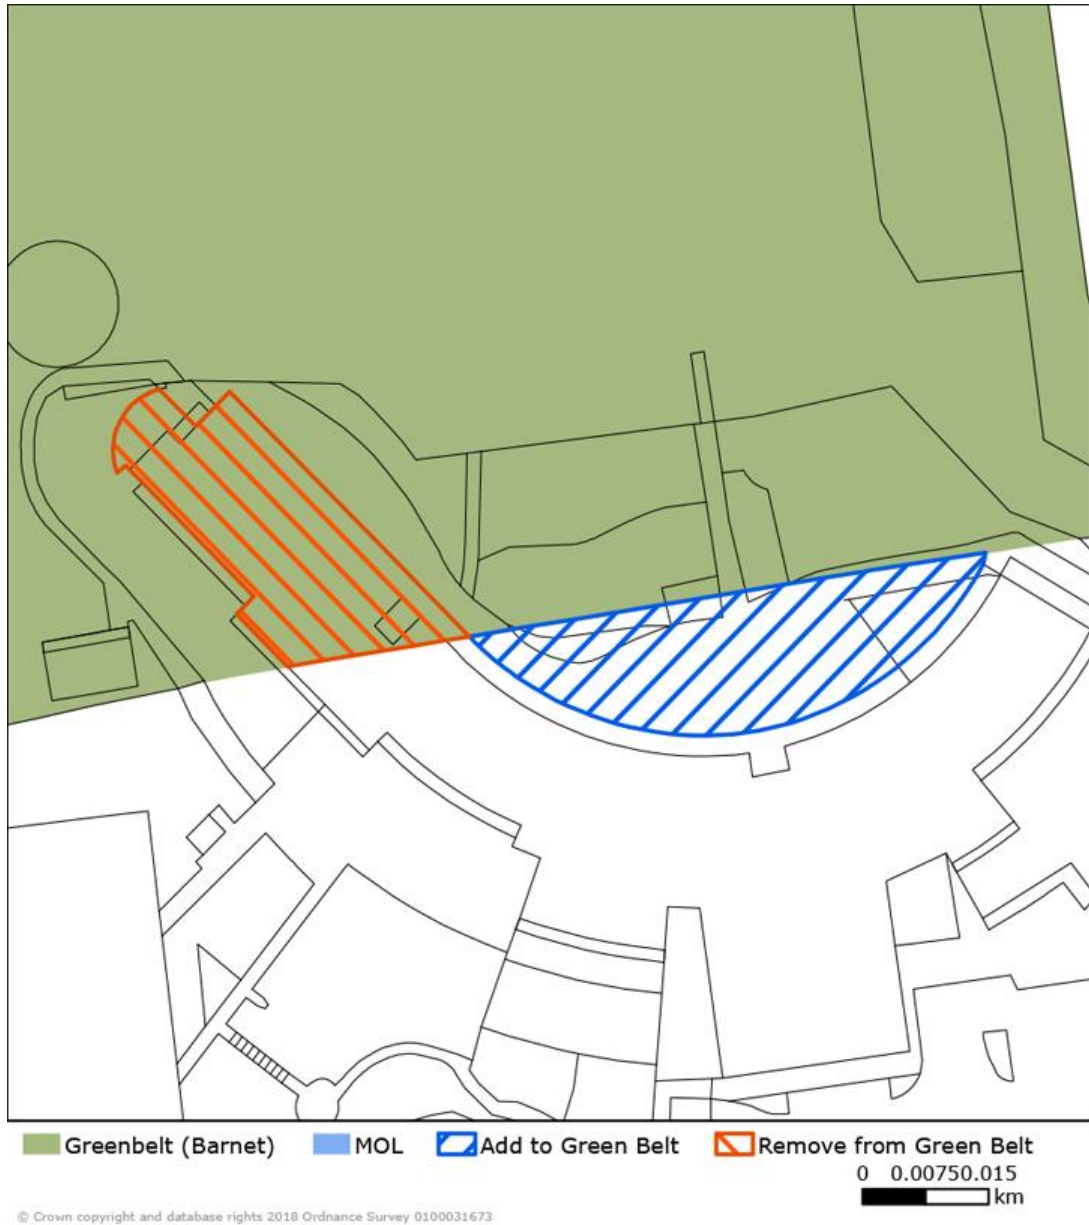 Greenbelt (Barnet) MOL Add to Green Belt Remove from Green Belt
0 0.00750.015
km
© Crown copyright and database rights 2018 Ordnance Survey 0100031673